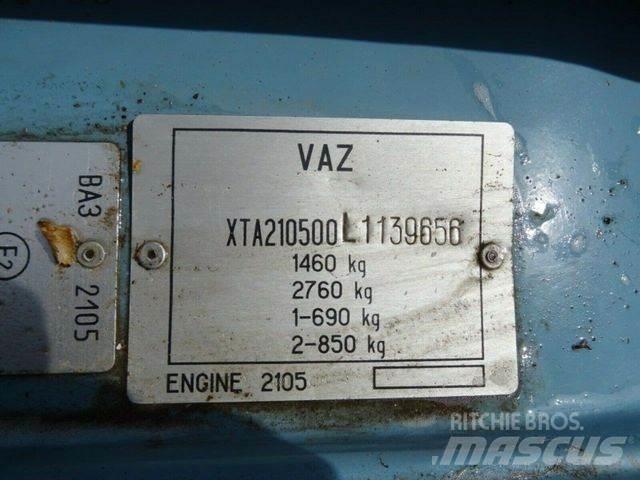 VAZ
XTA210500L1139656
1460 kg
2760 kg
1-690 kg
2-850 kg
ENGINE 2105
ВАЗ 2105
E2
RITCHIE BROS.
MASCUS